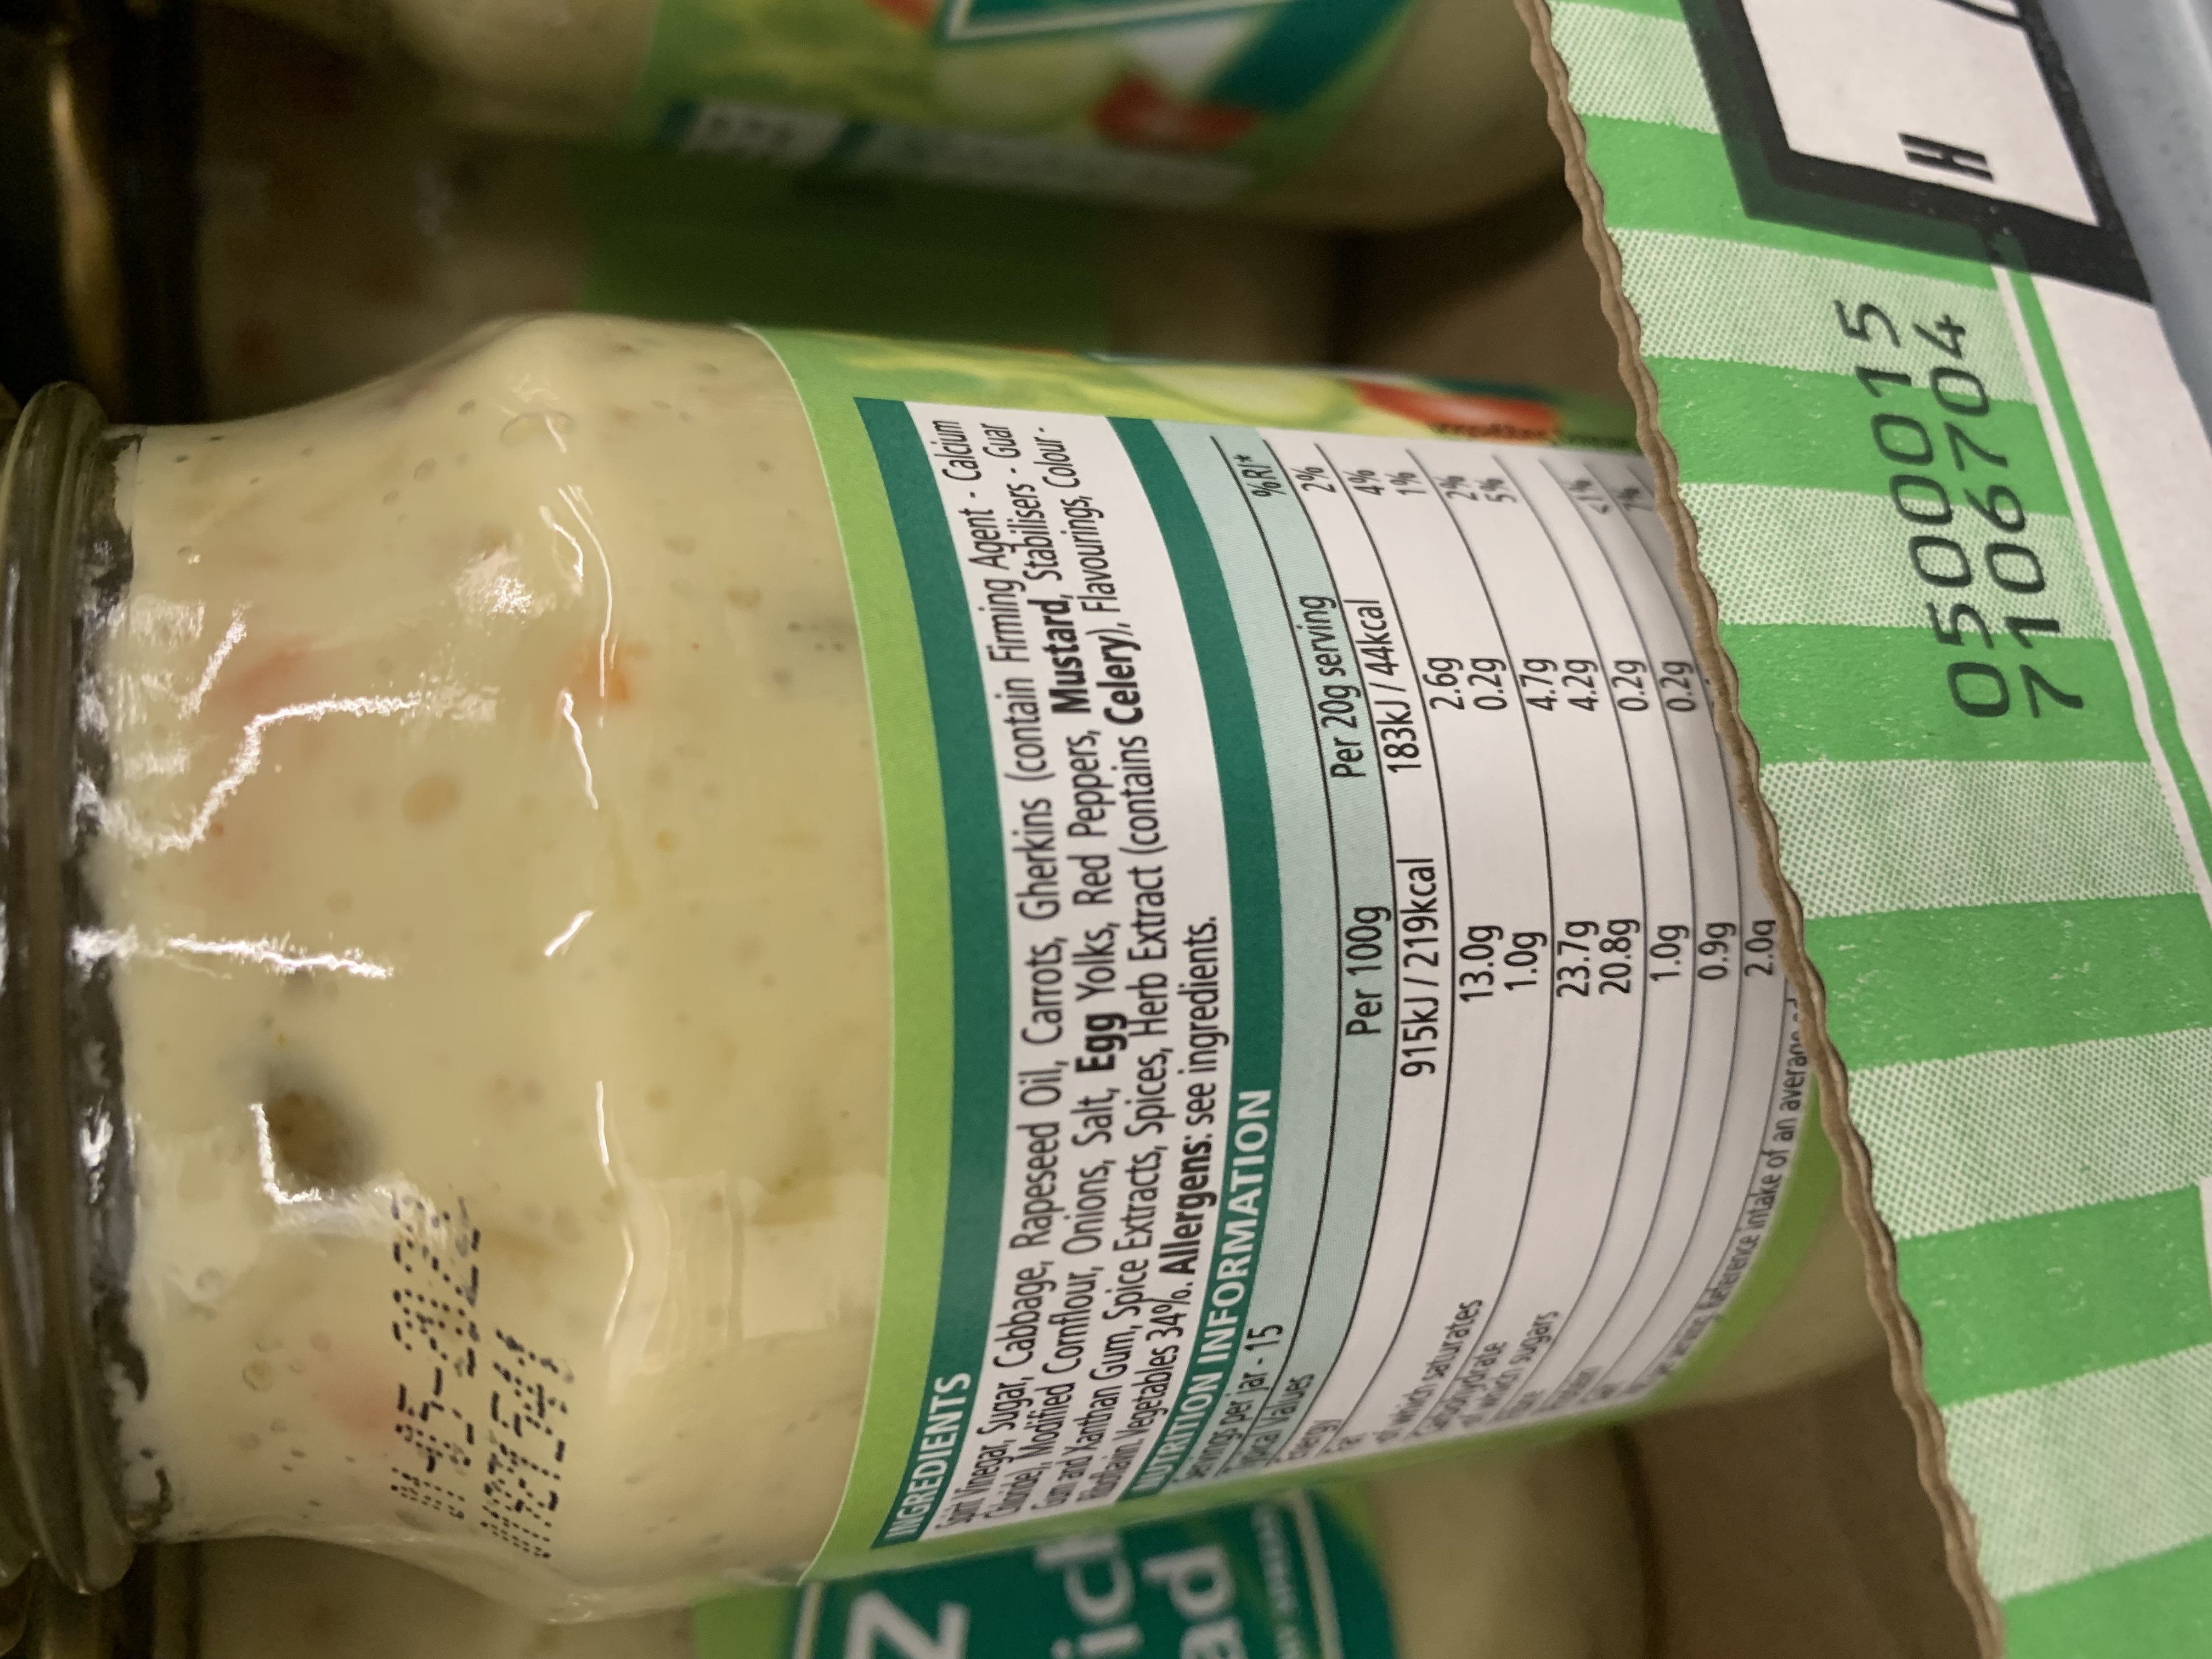 01-05-2022
Z
ich
ad
INGREDIENTS
Spirit Vinegar, Sugar, Cabbage, Rapeseed Oil, Carrots, Gherkins (contain Firming Agent - Calcium
Chloride), Modified Cornflour, Onions, Salt, Egg Yolks, Red Peppers, Mustard, Stabilisers - Guar
Gum and Xanthan Gum, Spice Extracts, Spices, Herb Extract (contains Celery), Flavourings, Colour -
Riboflavin. Vegetables 34%. Allergens: see ingredients.
NUTRITION INFORMATION
Servings per jar - 15
Typical Values Per 100g Per 20g serving %RI*
Energy 915kJ / 219kcal 183kJ / 44kcal 2%
Fat 13.0g 2.6g 4%
-of which saturates 1.0g 0.2g 1%
Carbohydrate 23.7g 4.7g 2%
-of which sugars 20.8g 4.2g 5%
Fibre 1.0g 0.2g
Protein 0.9g 0.2g <1%
Salt 2.0g 7%
serving. Reference intake of an average
0500015
7106704
H